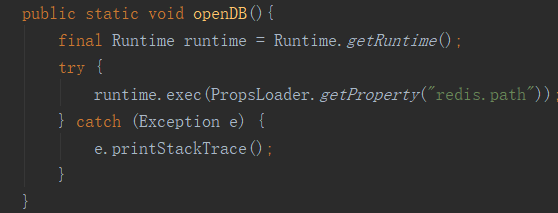 public static void openDB(){
final Runtime runtime = Runtime.getRuntime();
try {
runtime.exec(PropsLoader.getProperty("redis.path"));
} catch (Exception e) {
e.printStackTrace();
}
}